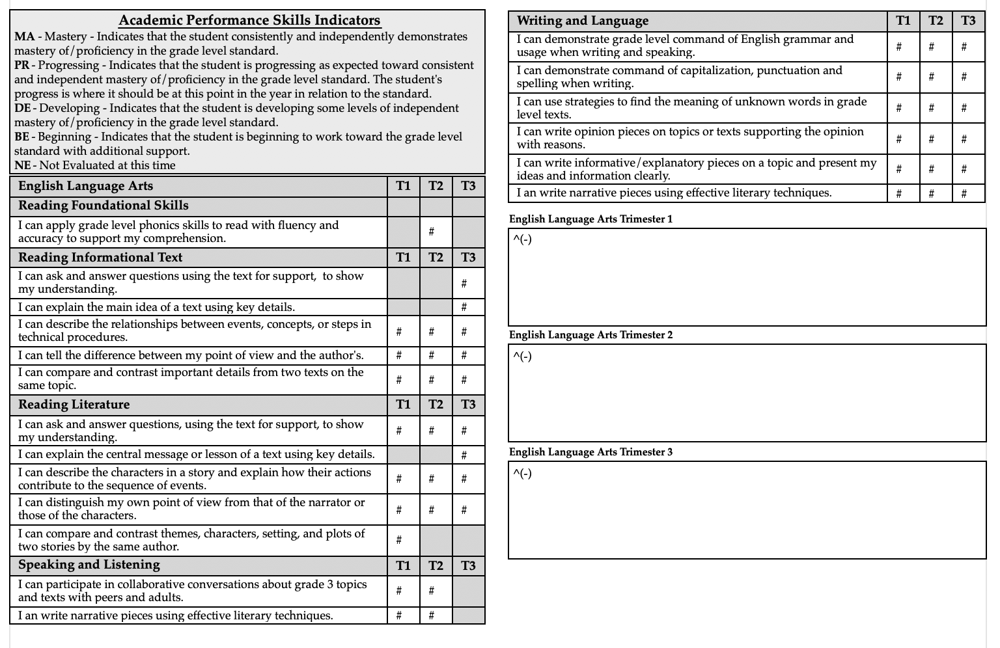 Academic Performance Skills Indicators
MA - Mastery - Indicates that the student consistently and independently demonstrates
mastery of/proficiency in the grade level standard.
PR - Progressing - Indicates that the student is progressing as expected toward consistent
and independent mastery of/proficiency in the grade level standard. The student's
progress is where it should be at this point in the year in relation to the standard.
DE - Developing - Indicates that the student is developing some levels of independent
mastery of/proficiency in the grade level standard.
BE - Beginning - Indicates that the student is beginning to work toward the grade level
standard with additional support.
NE - Not Evaluated at this time
English Language Arts T1 T2 T3
Reading Foundational Skills
I can apply grade level phonics skills to read with fluency and
accuracy to support my comprehension. #
Reading Informational Text T1 T2 T3
I can ask and answer questions using the text for support, to show
my understanding. #
I can explain the main idea of a text using key details. #
I can describe the relationships between events, concepts, or steps in
technical procedures. # # #
I can tell the difference between my point of view and the author's. # # #
I can compare and contrast important details from two texts on the
same topic. # # #
Reading Literature T1 T2 T3
I can ask and answer questions, using the text for support, to show
my understanding. # # #
I can explain the central message or lesson of a text using key details. #
I can describe the characters in a story and explain how their actions
contribute to the sequence of events. # # #
I can distinguish my own point of view from that of the narrator or
those of the characters. # # #
I can compare and contrast themes, characters, setting, and plots of
two stories by the same author. #
Speaking and Listening T1 T2 T3
I can participate in collaborative conversations about grade 3 topics
and texts with peers and adults. # #
I an write narrative pieces using effective literary techniques. # #
Writing and Language T1 T2 T3
I can demonstrate grade level command of English grammar and
usage when writing and speaking. # # #
I can demonstrate command of capitalization, punctuation and
spelling when writing. # # #
I can use strategies to find the meaning of unknown words in grade
level texts. # # #
I can write opinion pieces on topics or texts supporting the opinion
with reasons. # # #
I can write informative/explanatory pieces on a topic and present my
ideas and information clearly. # # #
I an write narrative pieces using effective literary techniques. # # #
English Language Arts Trimester 1
^(-)
English Language Arts Trimester 2
^(-)
English Language Arts Trimester 3
^(-)